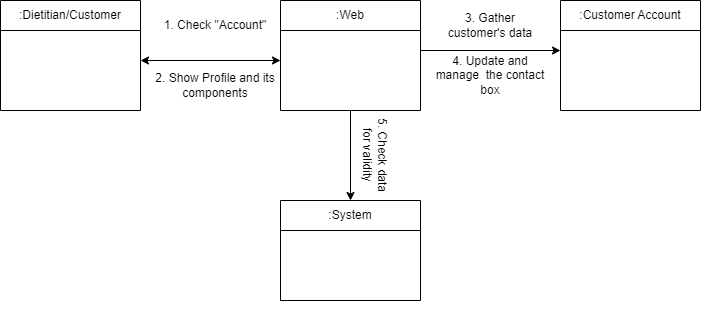 :Dietitian/Customer
1. Check "Account"
2. Show Profile and its
components
:Web
3. Gather
customer's data
4. Update and
manage the contact
box
:Customer Account
5. Check data
for validity
:System